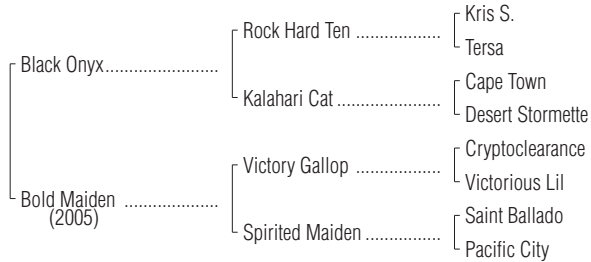 Kris S.
Rock Hard Ten ..................
Tersa
Black Onyx........................
Cape Town
Kalahari Cat ......................
Desert Stormette
Cryptoclearance
Victory Gallop ..................
Victorious Lil
Bold Maiden ....................
(2005)
Saint Ballado
Spirited Maiden................
Pacific City